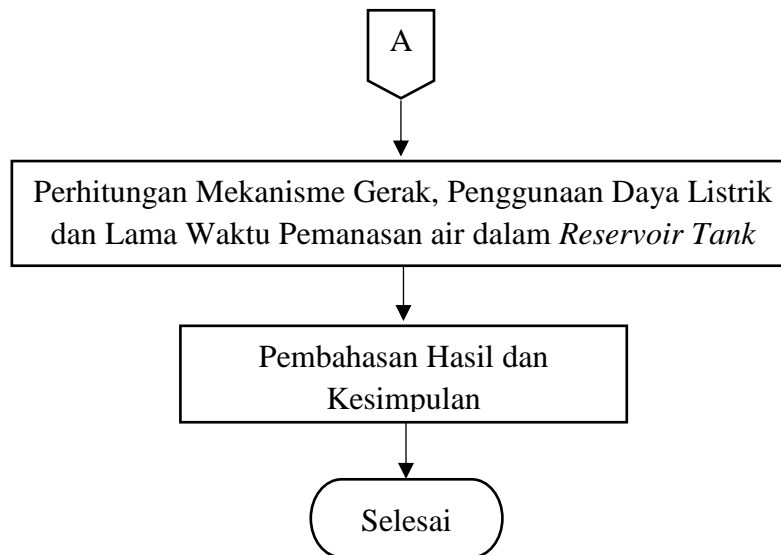 A
Perhitungan Mekanisme Gerak, Penggunaan Daya Listrik
dan Lama Waktu Pemanasan air dalam Reservoir Tank
Pembahasan Hasil dan
Kesimpulan
Selesai